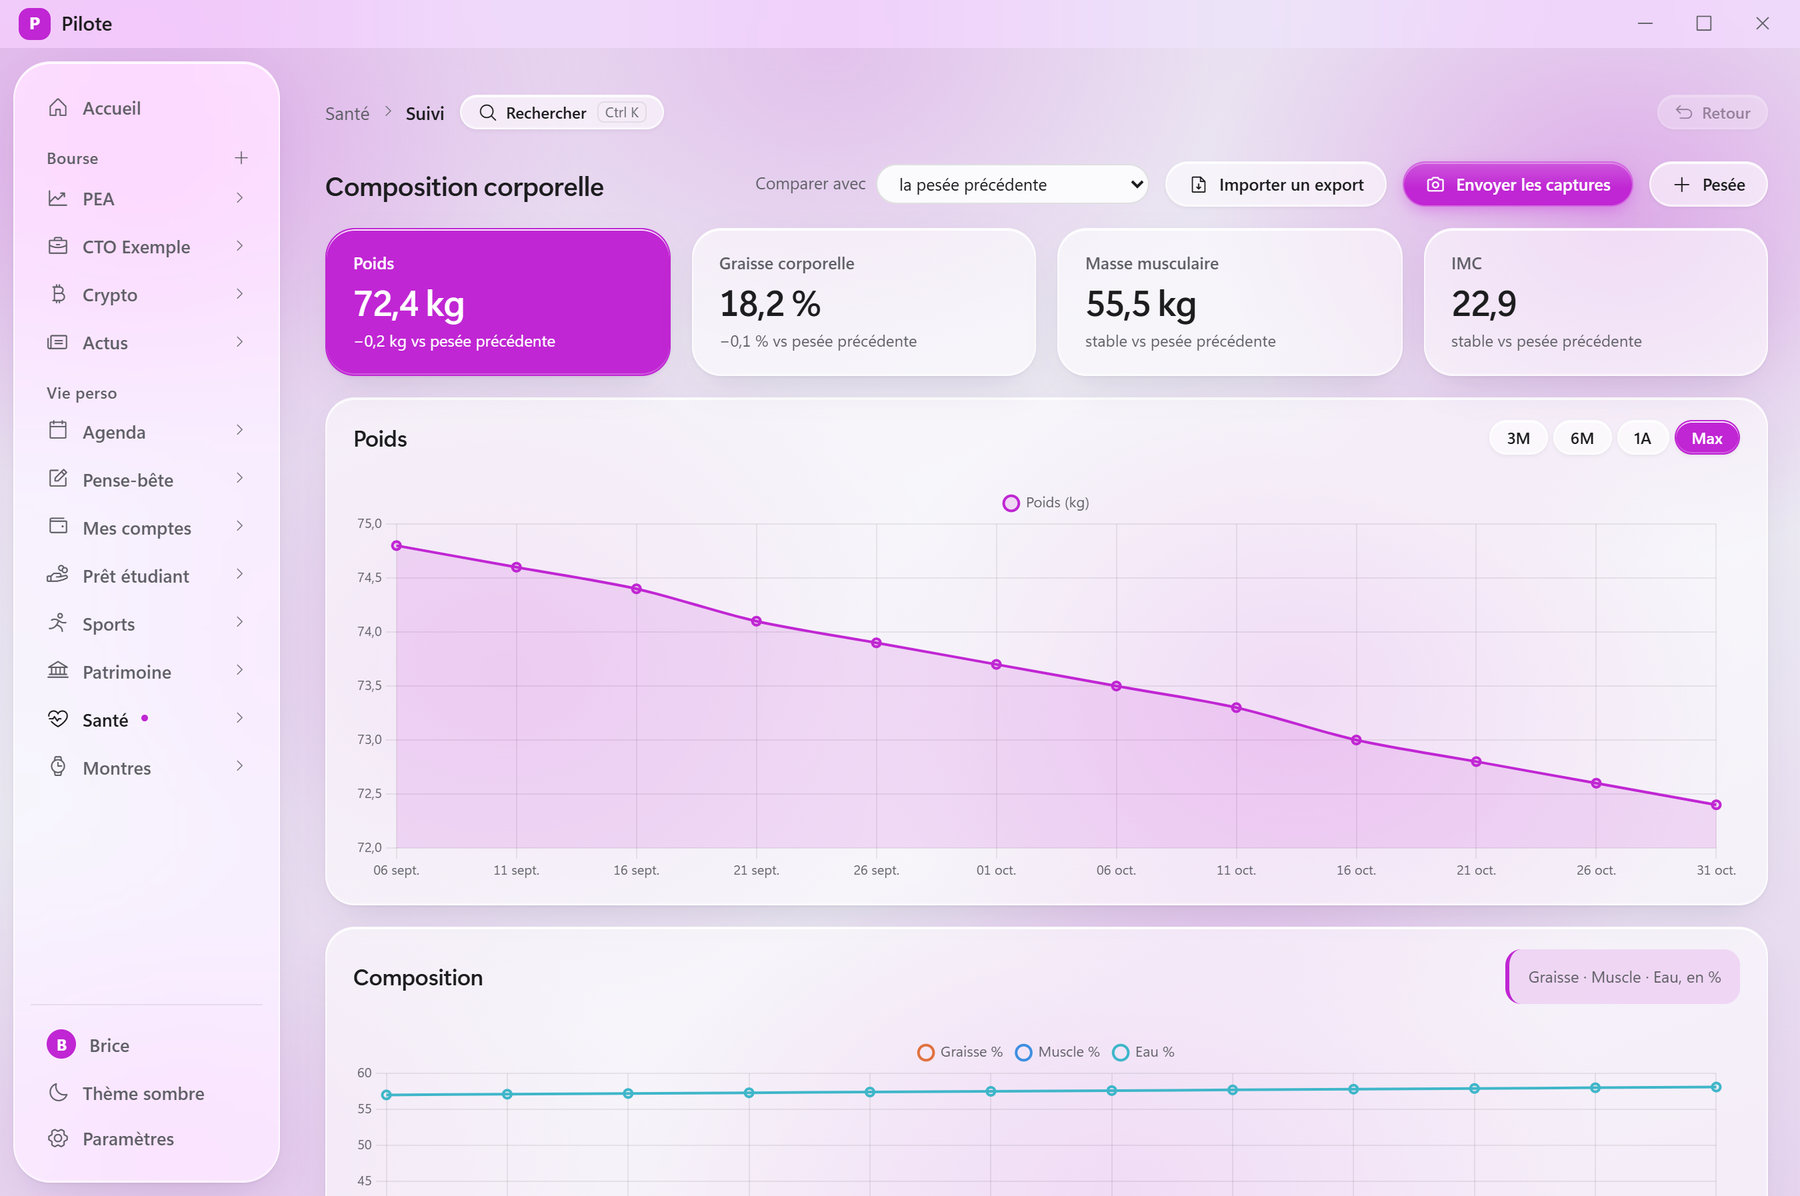 P Pilote
Accueil
Bourse
PEA
CTO Exemple
Crypto
Actus
Vie perso
Agenda
Pense-bête
Mes comptes
Prêt étudiant
Sports
Patrimoine
Santé
Montres
B Brice
Thème sombre
Paramètres
Santé > Suivi Rechercher Ctrl K Retour
Composition corporelle Comparer avec la pesée précédente Importer un export Envoyer les captures + Pesée
Poids
72,4 kg
−0,2 kg vs pesée précédente
Graisse corporelle
18,2 %
−0,1 % vs pesée précédente
Masse musculaire
55,5 kg
stable vs pesée précédente
IMC
22,9
stable vs pesée précédente
Poids 3M 6M 1A Max
Poids (kg)
75,0
74,5
74,0
73,5
73,0
72,5
72,0
06 sept. 11 sept. 16 sept. 21 sept. 26 sept. 01 oct. 06 oct. 11 oct. 16 oct. 21 oct. 26 oct. 31 oct.
Composition Graisse · Muscle · Eau, en %
Graisse % Muscle % Eau %
60
55
50
45